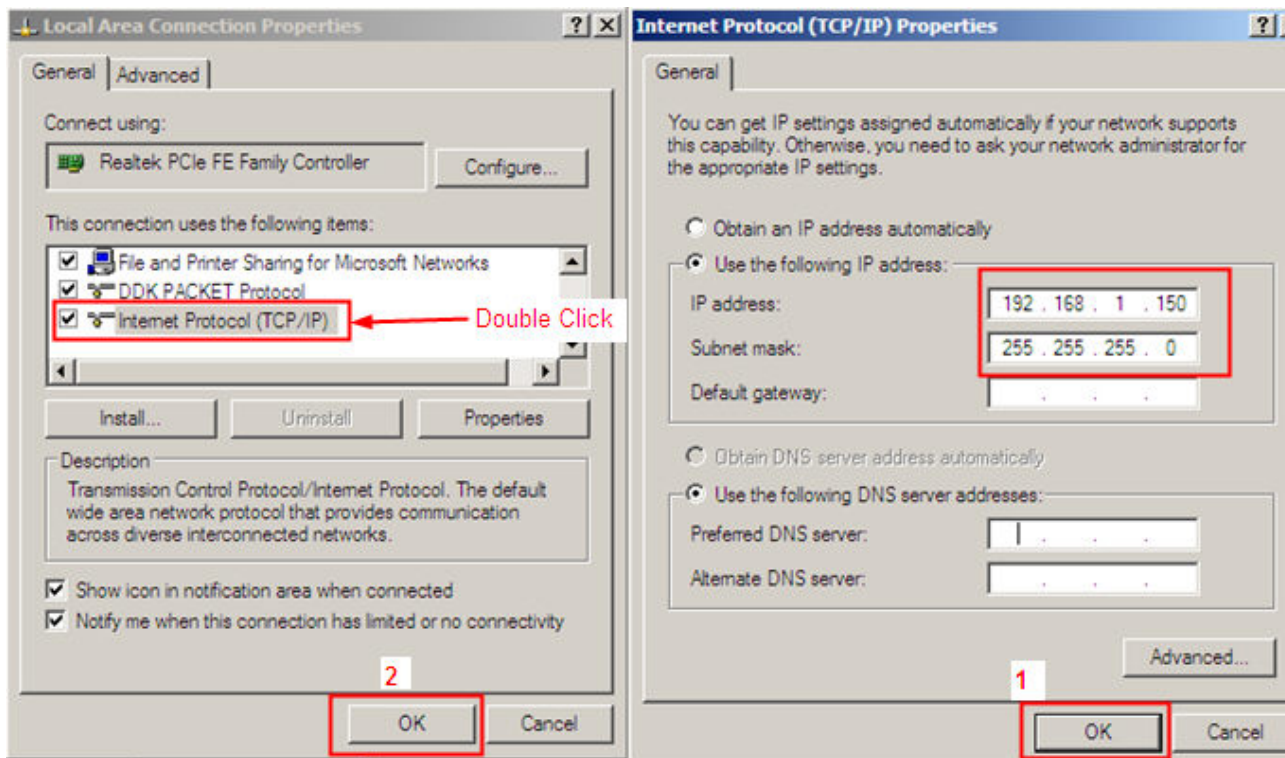 Local Area Connection Properties
General
Advanced
Connect using:
Realtek PCIe FE Family Controller
Configure...
This connection uses the following items:
File and Printer Sharing for Microsoft Networks
DDK PACKET Protocol
Internet Protocol (TCP/IP)
Double Click
Install...
Uninstall
Properties
Description
Transmission Control Protocol/Internet Protocol. The default
wide area network protocol that provides communication
across diverse interconnected networks.
Show icon in notification area when connected
Notify me when this connection has limited or no connectivity
2
OK
Cancel
Internet Protocol (TCP/IP) Properties
General
You can get IP settings assigned automatically if your network supports
this capability. Otherwise, you need to ask your network administrator for
the appropriate IP settings.
Obtain an IP address automatically
Use the following IP address:
IP address:
192 . 168 . 1 . 150
Subnet mask:
255 . 255 . 255 . 0
Default gateway:
. . .
Obtain DNS server address automatically
Use the following DNS server addresses:
Preferred DNS server:
. . .
Alternate DNS server:
. . .
Advanced...
1
OK
Cancel